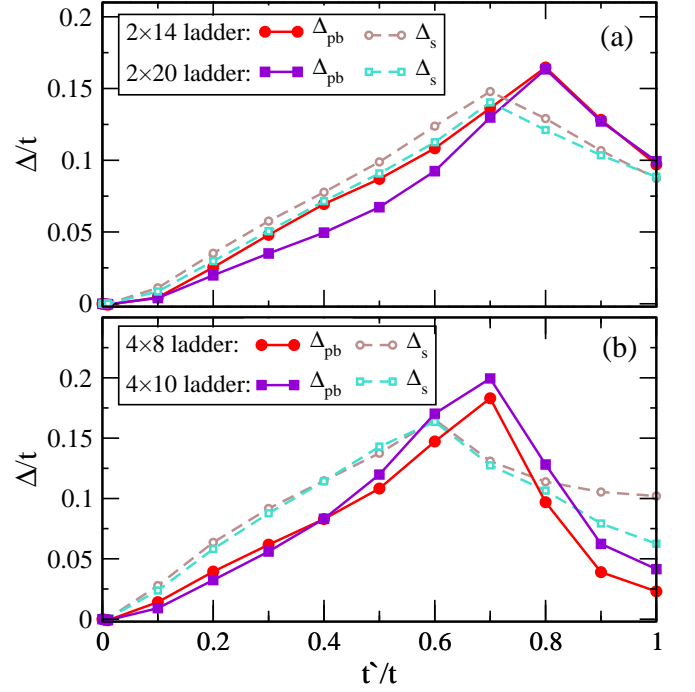 2×14 ladder: Δpb Δs (a)
2×20 ladder: Δpb Δs
0.2
0.15
0.1
0.05
0
Δ/t
4×8 ladder: Δpb Δs (b)
4×10 ladder: Δpb Δs
0.2
0.15
0.1
0.05
0
Δ/t
0 0.2 0.4 0.6 0.8 1
t`/t